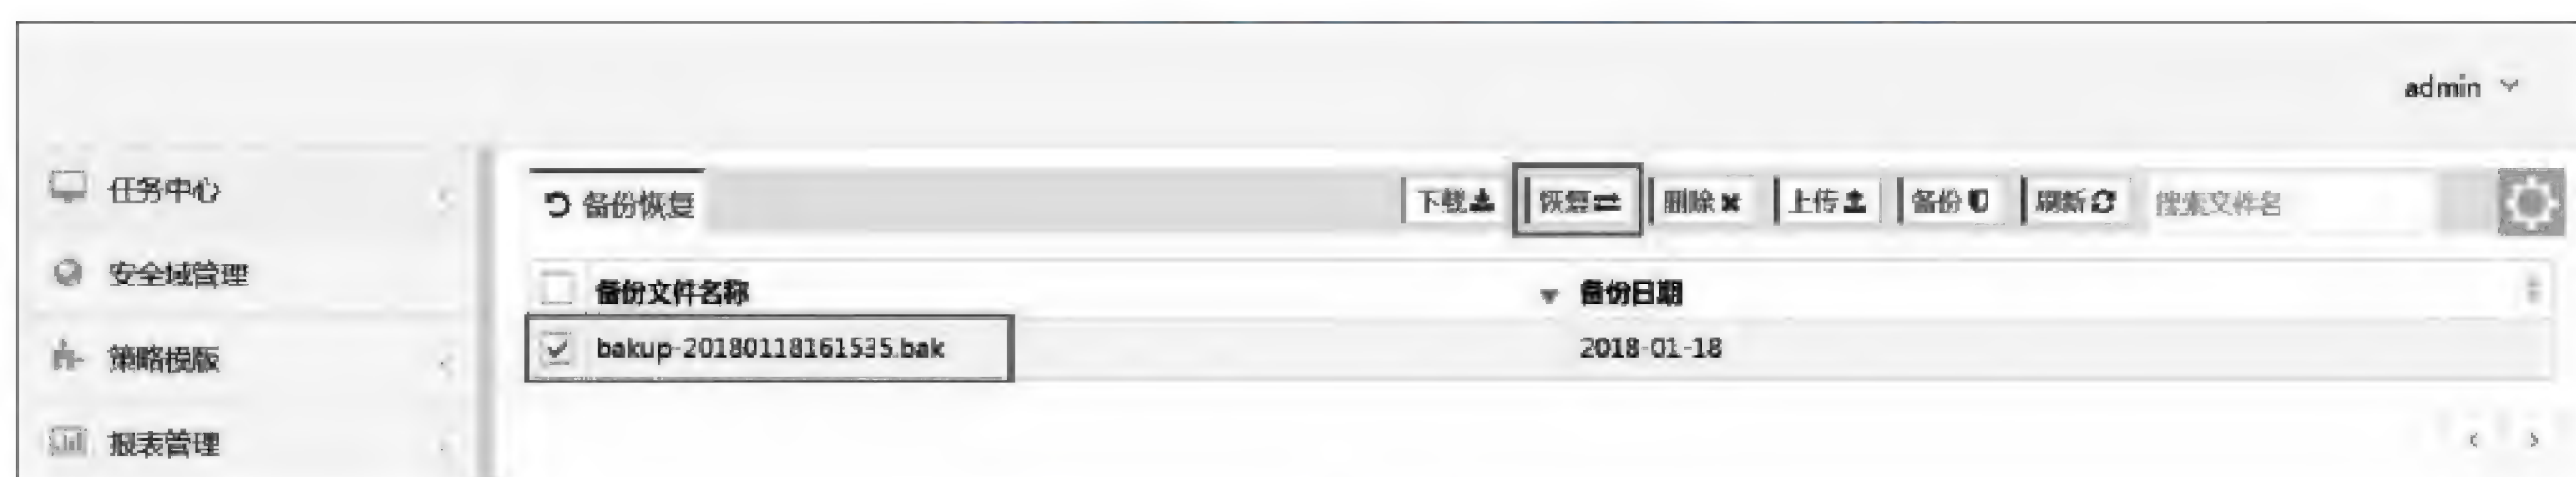 admin
任务中心
安全域管理
策略模版
报表管理
备份恢复
下载 恢复 删除 上传 备份 刷新 搜索文件名
备份文件名称 备份日期
bakup-20180118161535.bak 2018-01-18